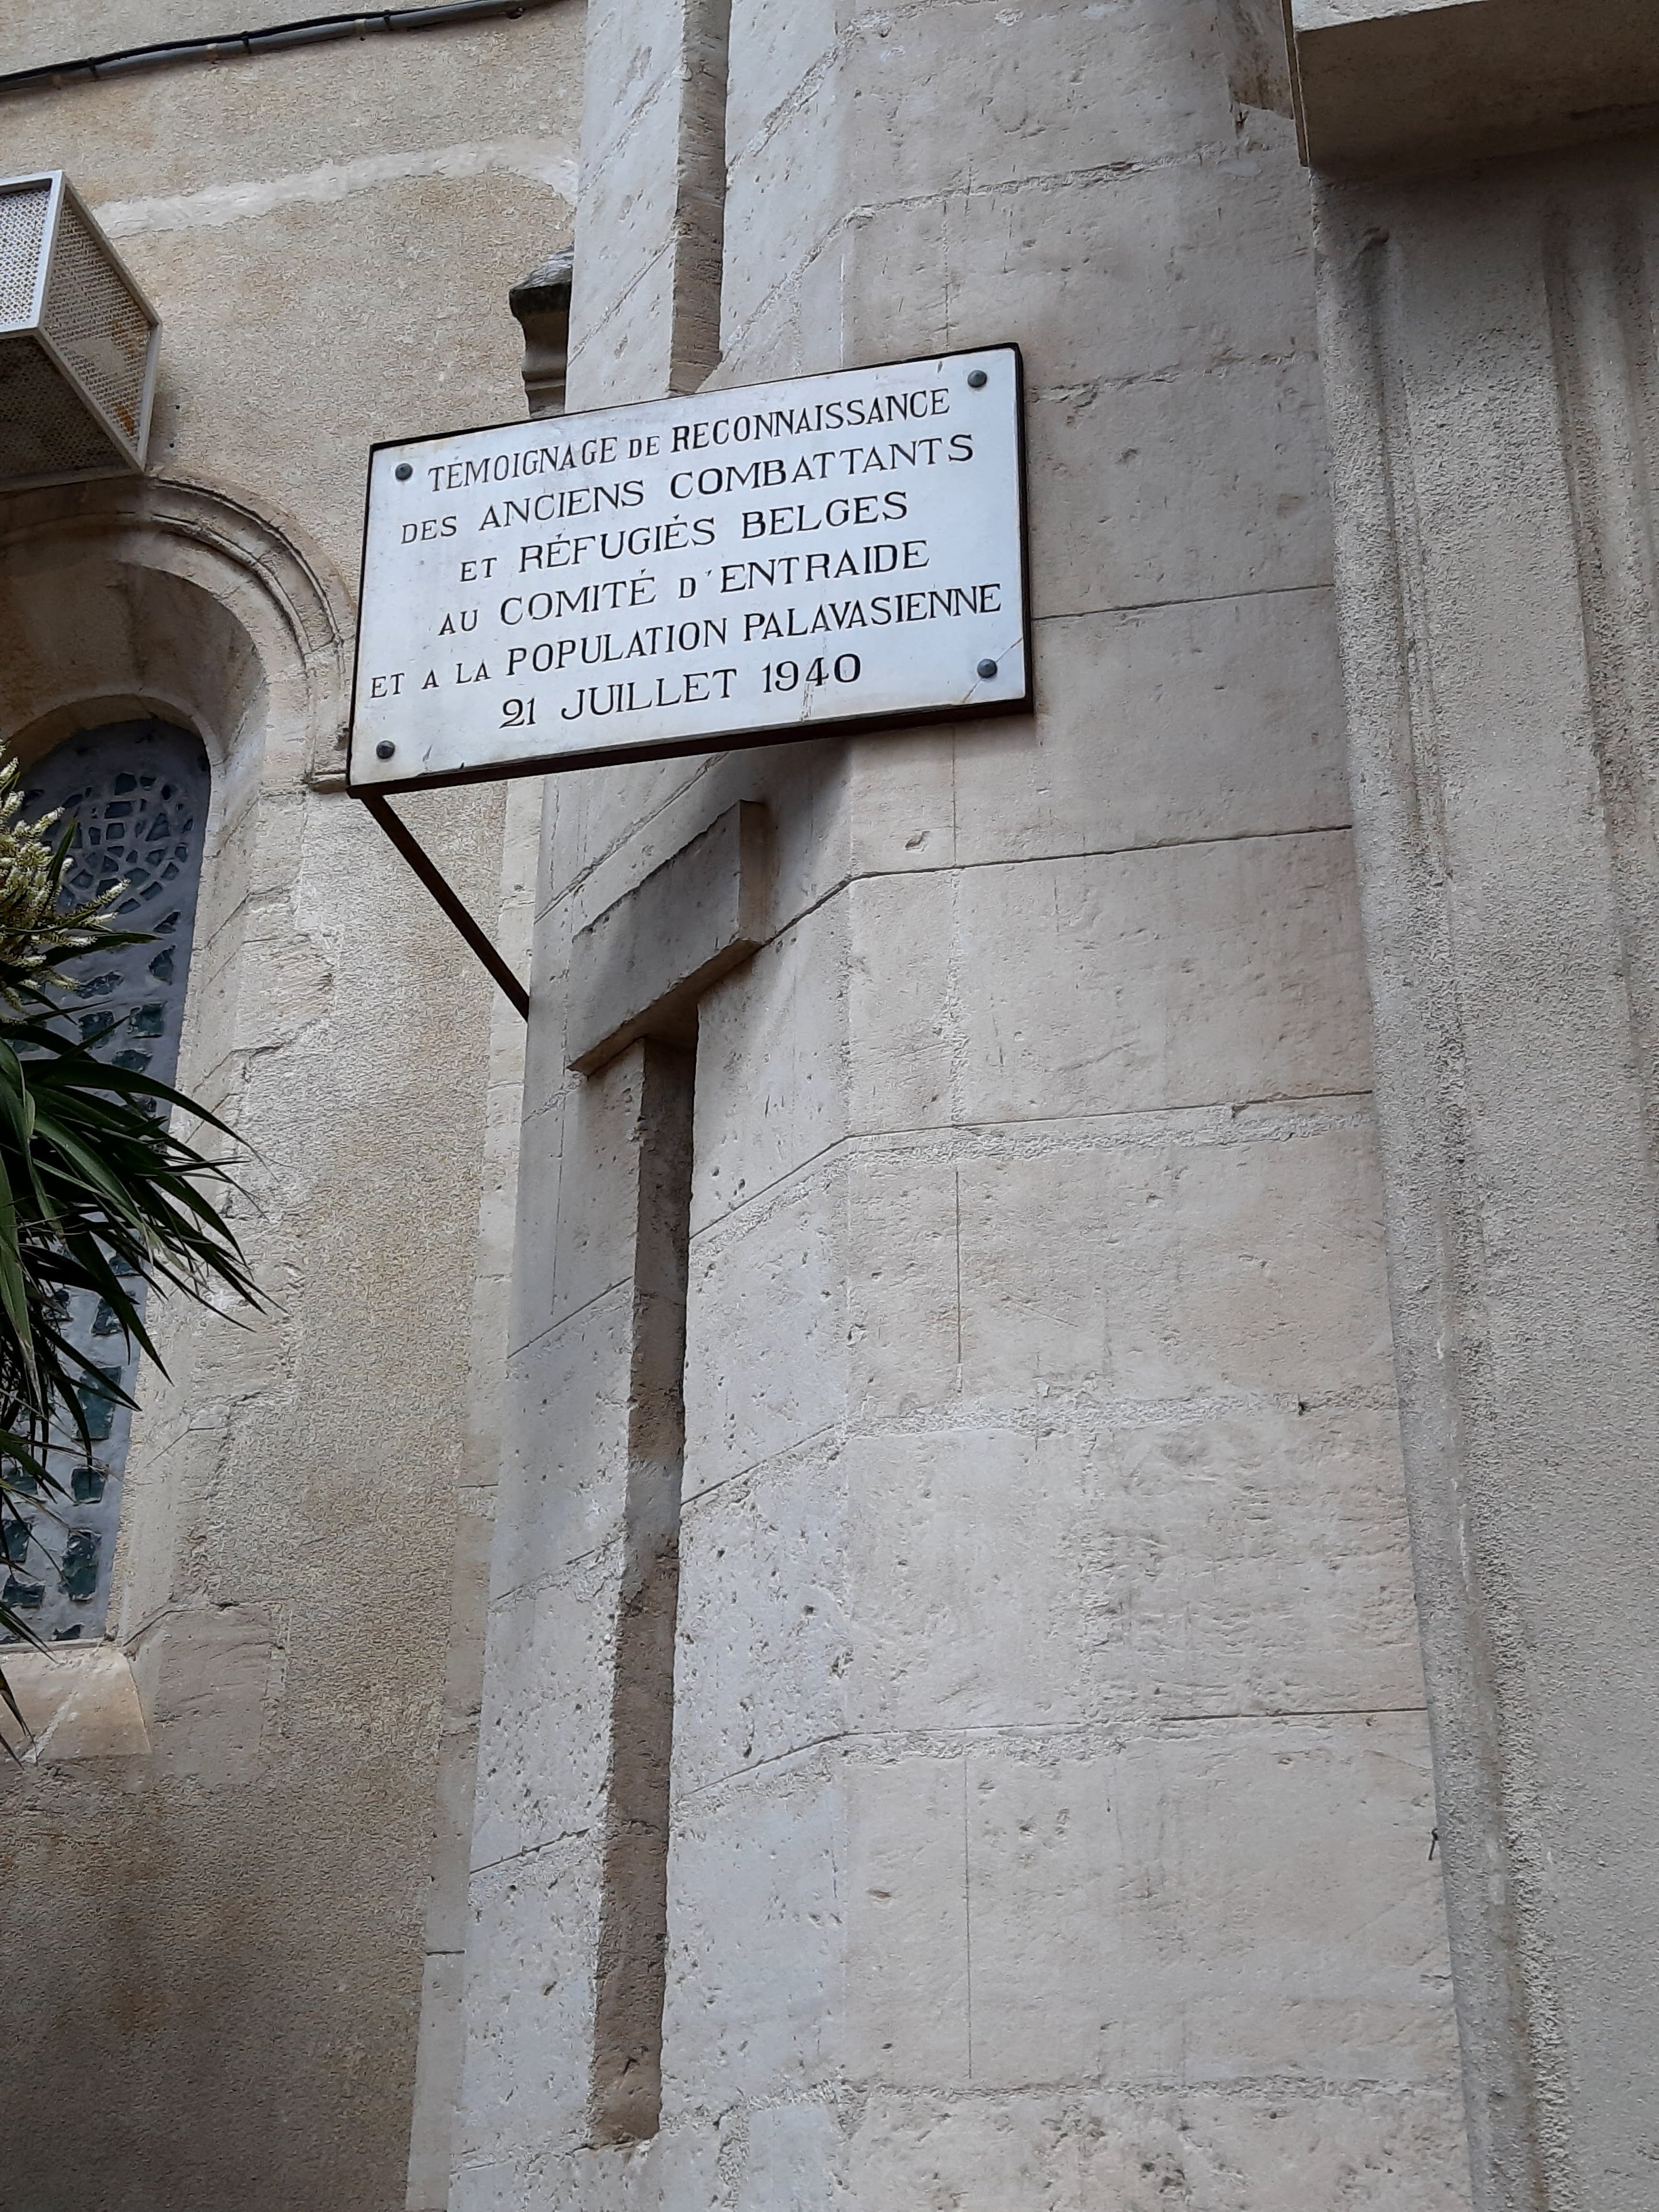 TÉMOIGNAGE DE RECONNAISSANCE
DES ANCIENS COMBATTANTS
ET RÉFUGIÉS BELGES
AU COMITÉ D'ENTRAIDE
ET A LA POPULATION PALAVASIENNE
21 JUILLET 1940